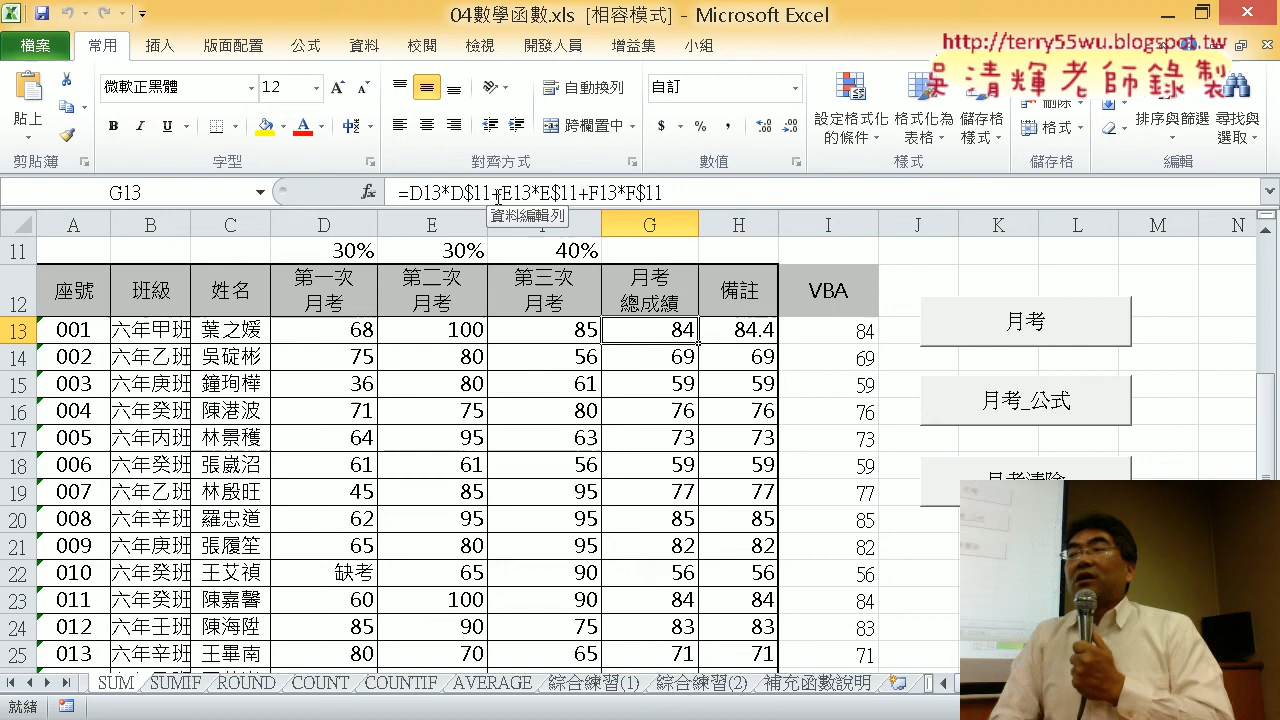 04數學函數.xls [相容模式] - Microsoft Excel
檔案 常用 插入 版面配置 公式 資料 校閱 檢視 開發人員 增益集 小組
http://terry55wu.blogspot.tw
吳清輝老師錄製
微軟正黑體 12 自動換列 自訂 刪除
貼上 跨欄置中 設定格式化的條件 格式化為表格 儲存格樣式 格式 排序與篩選 尋找與選取
剪貼簿 字型 對齊方式 數值 樣式 儲存格 編輯
G13 fx =D13*D$11+E13*E$11+F13*F$11
資料編輯列
A B C D E F G H I J K L M N
11 30% 30% 40%
12 座號 班級 姓名 第一次月考 第二次月考 第三次月考 月考總成績 備註 VBA
13 001 六年甲班 葉之媛 68 100 85 84 84.4 84
14 002 六年乙班 吳碇彬 75 80 56 69 69 69
15 003 六年庚班 鐘珣樺 36 80 61 59 59 59
16 004 六年癸班 陳港波 71 75 80 76 76 76
17 005 六年丙班 林景穫 64 95 63 73 73 73
18 006 六年癸班 張崴沼 61 61 56 59 59 59
19 007 六年乙班 林殷旺 45 85 95 77 77 77
20 008 六年辛班 羅忠道 62 95 95 85 85 85
21 009 六年庚班 張履笙 65 80 95 82 82 82
22 010 六年癸班 王艾禎 缺考 65 90 56 56 56
23 011 六年癸班 陳嘉馨 60 100 90 84 84 84
24 012 六年壬班 陳海陞 85 90 75 83 83 83
25 013 六年辛班 王畢南 80 70 65 71 71 71
月考
月考_公式
月考清除
SUM SUMIF ROUND COUNT COUNTIF AVERAGE 綜合練習(1) 綜合練習(2) 補充函數說明
就緒